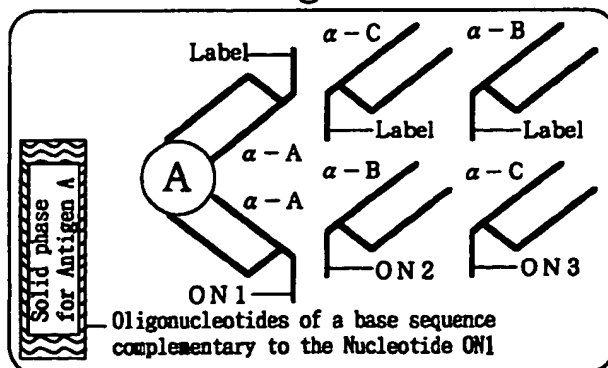 Label
α-C
α-B
Label
Label
α-A
A
α-A
α-B
α-C
ON2
ON3
ON1
Solid phase
for Antigen A
Oligonucleotides of a base sequence
complementary to the Nucleotide ON1